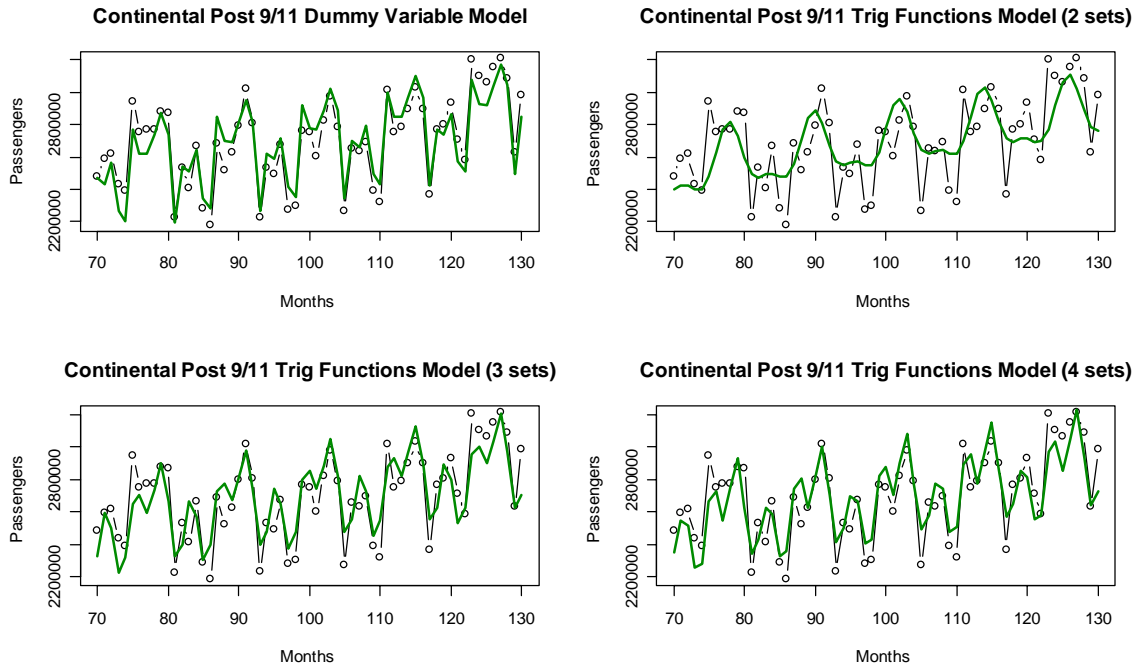 Continental Post 9/11 Dummy Variable Model
Passengers
2200000 2800000
70 80 90 100 110 120 130
Months
Continental Post 9/11 Trig Functions Model (2 sets)
Passengers
2200000 2800000
70 80 90 100 110 120 130
Months
Continental Post 9/11 Trig Functions Model (3 sets)
Passengers
2200000 2800000
70 80 90 100 110 120 130
Months
Continental Post 9/11 Trig Functions Model (4 sets)
Passengers
2200000 2800000
70 80 90 100 110 120 130
Months